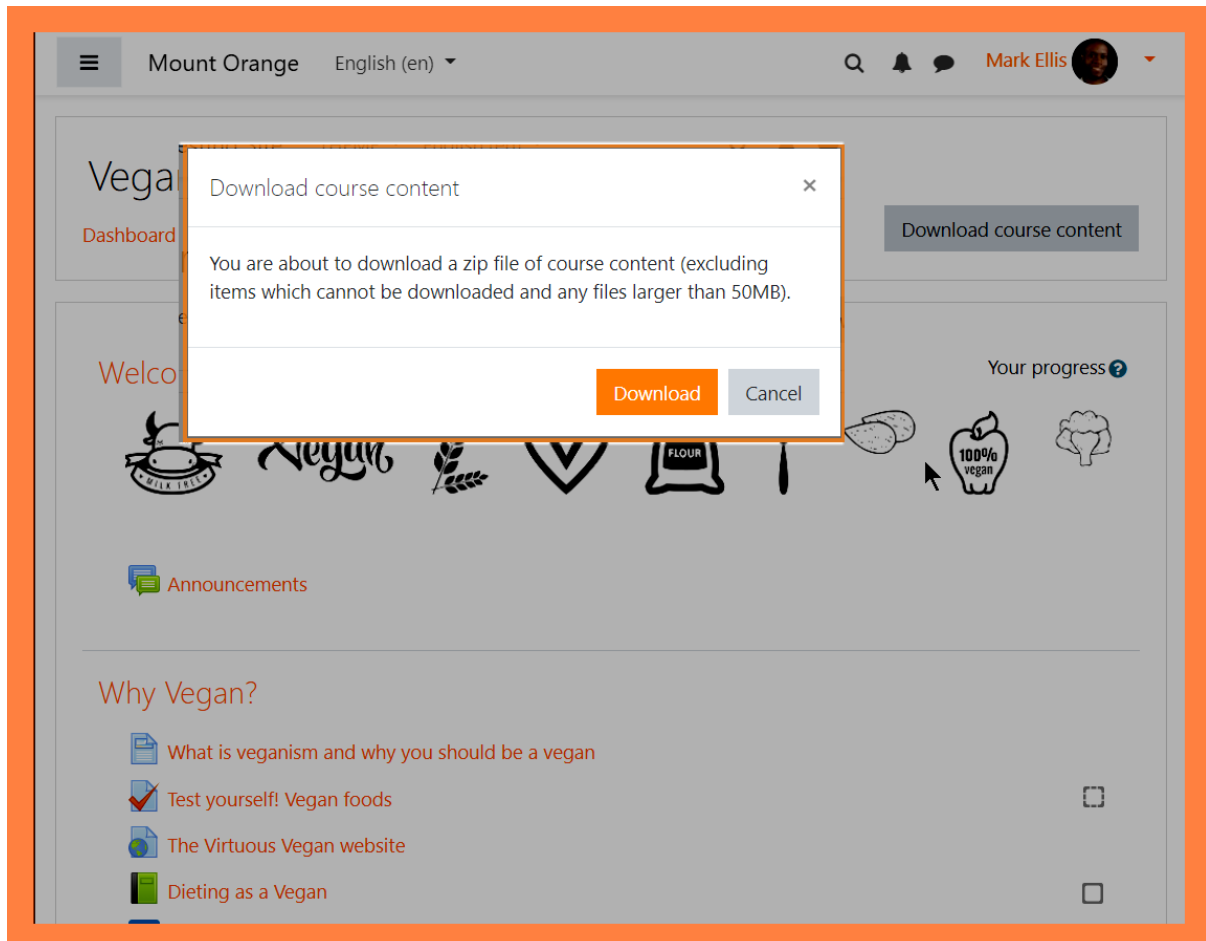 Mount Orange English (en) Mark Ellis
Download course content ×
Dashboard
Download course content
You are about to download a zip file of course content (excluding
items which cannot be downloaded and any files larger than 50MB).
Your progress
Download Cancel
MILK FREE
Vegan
FLOUR
100%
vegan
Announcements
Why Vegan?
What is veganism and why you should be a vegan
Test yourself! Vegan foods
The Virtuous Vegan website
Dieting as a Vegan